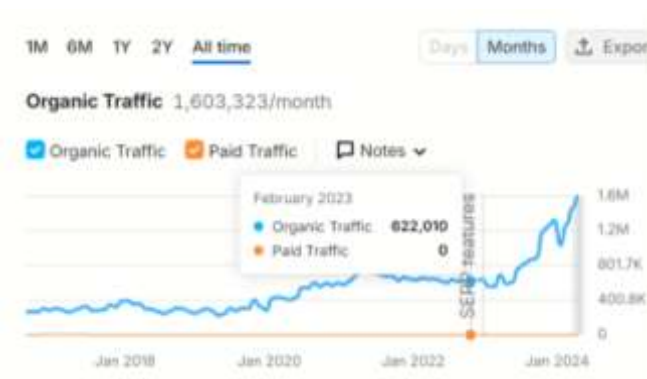 1M 6M 1Y 2Y All time
Days Months Export
Organic Traffic 1,603,323/month
Organic Traffic Paid Traffic Notes
February 2023
Organic Traffic 622,010
Paid Traffic 0
SERP features
1.6M
1.2M
801.7K
400.8K
0
Jan 2018 Jan 2020 Jan 2022 Jan 2024